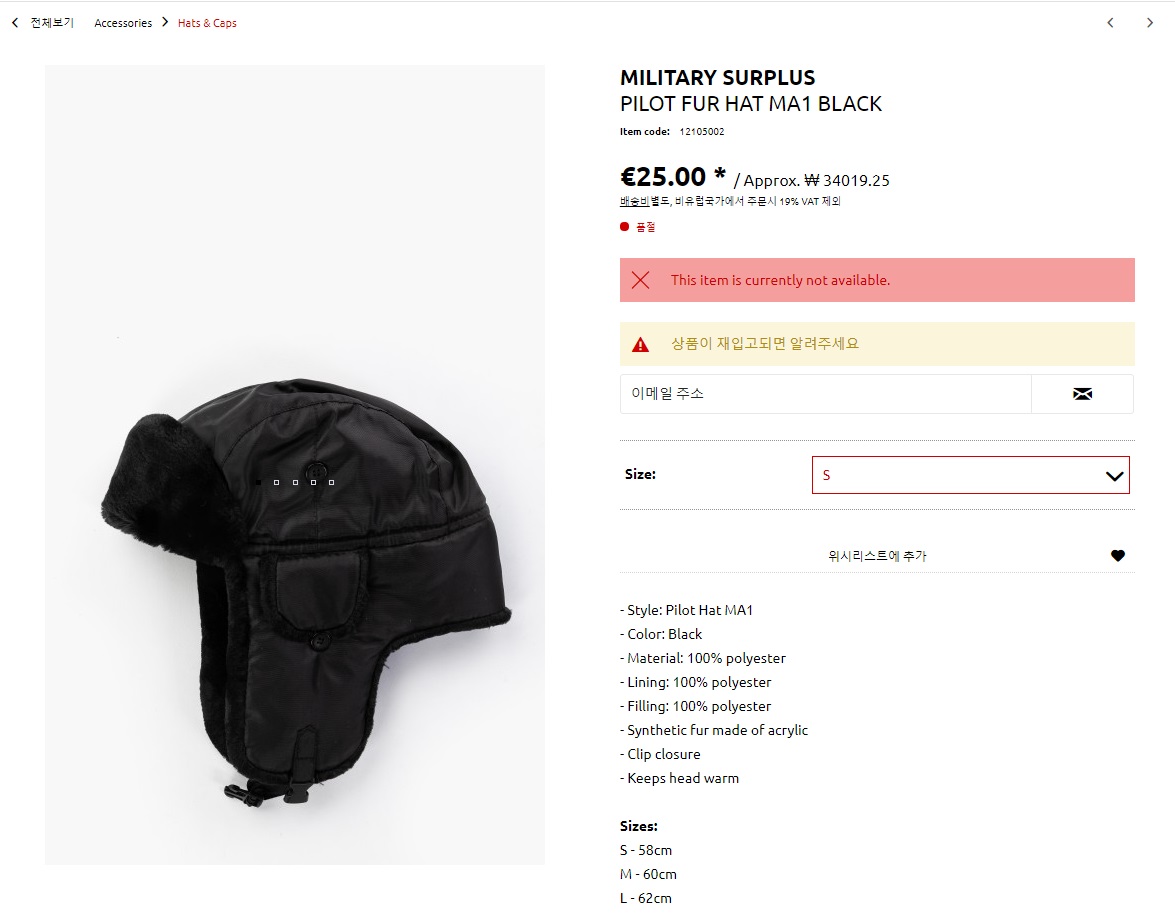 전체보기 Accessories Hats & Caps
MILITARY SURPLUS
PILOT FUR HAT MA1 BLACK
Item code: 12105002
€25.00 * / Approx. ₩ 34019.25
배송비별도, 비유럽국가에서 주문시 19% VAT 제외
품절
This item is currently not available.
상품이 재입고되면 알려주세요
이메일 주소
Size: S
위시리스트에 추가
- Style: Pilot Hat MA1
- Color: Black
- Material: 100% polyester
- Lining: 100% polyester
- Filling: 100% polyester
- Synthetic fur made of acrylic
- Clip closure
- Keeps head warm
Sizes:
S - 58cm
M - 60cm
L - 62cm